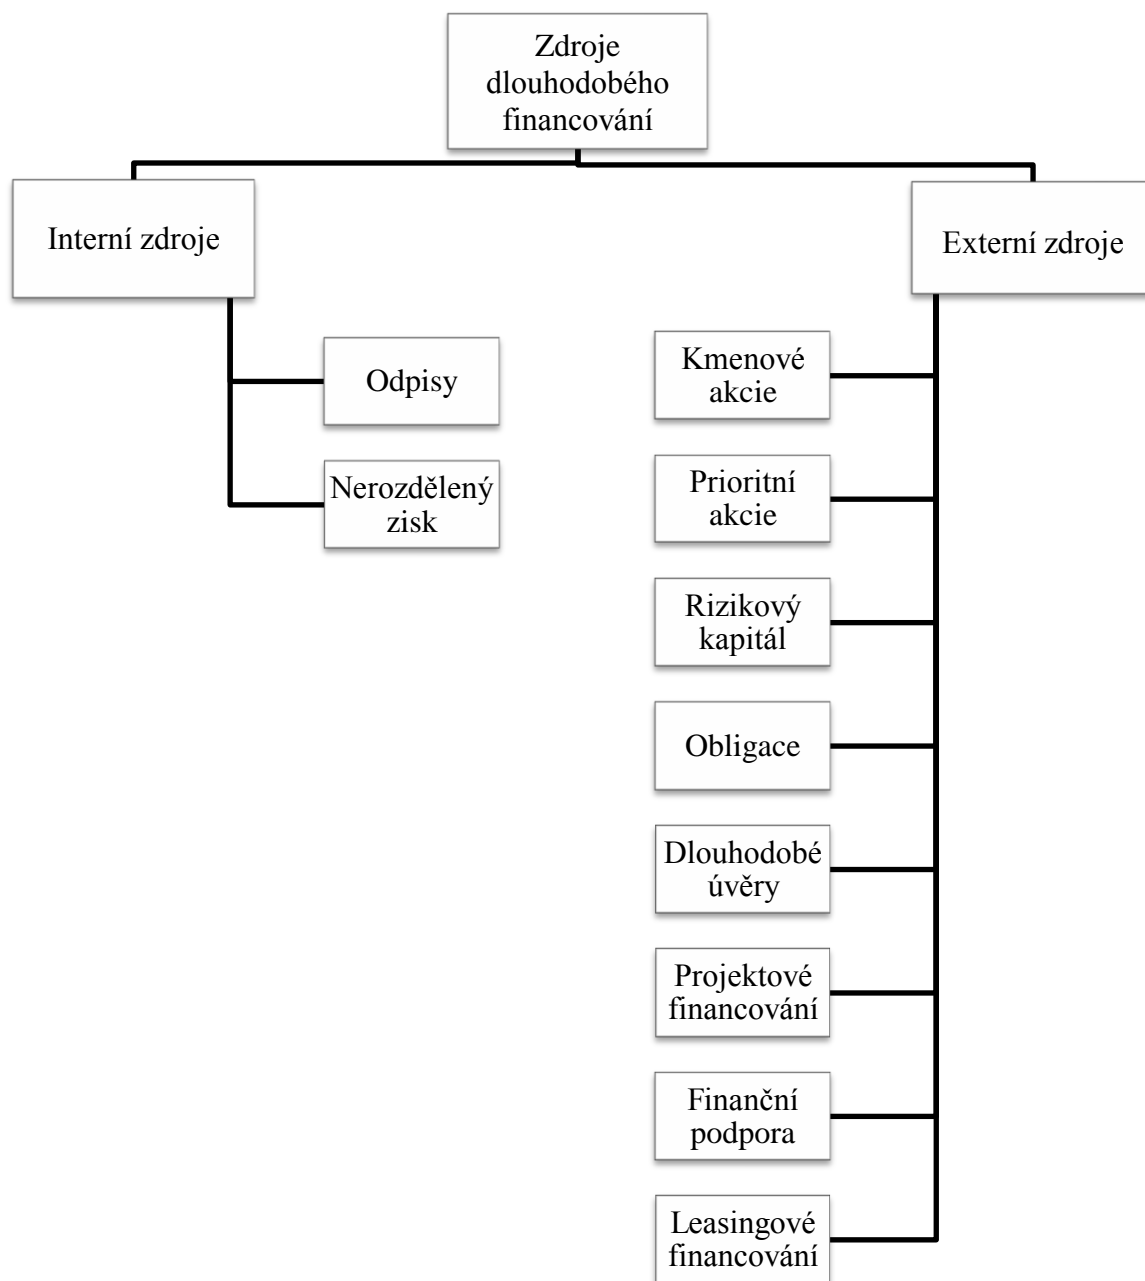 Zdroje
dlouhodobého
financování
Interní zdroje
Externí zdroje
Odpisy
Nerozdělený
zisk
Kmenové
akcie
Prioritní
akcie
Rizikový
kapitál
Obligace
Dlouhodobé
úvěry
Projektové
financování
Finanční
podpora
Leasingové
financování